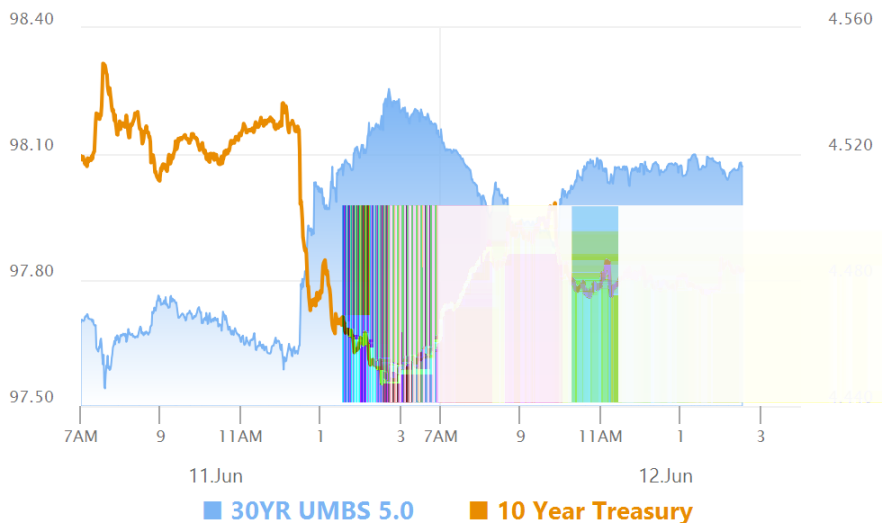 98.40 4.560
98.10 4.520
97.80
97.50
7AM 9 11AM 1 3 7AM 9 11AM 1 3
11.Jun 12.Jun
30YR UMBS 5.0 10 Year Treasury